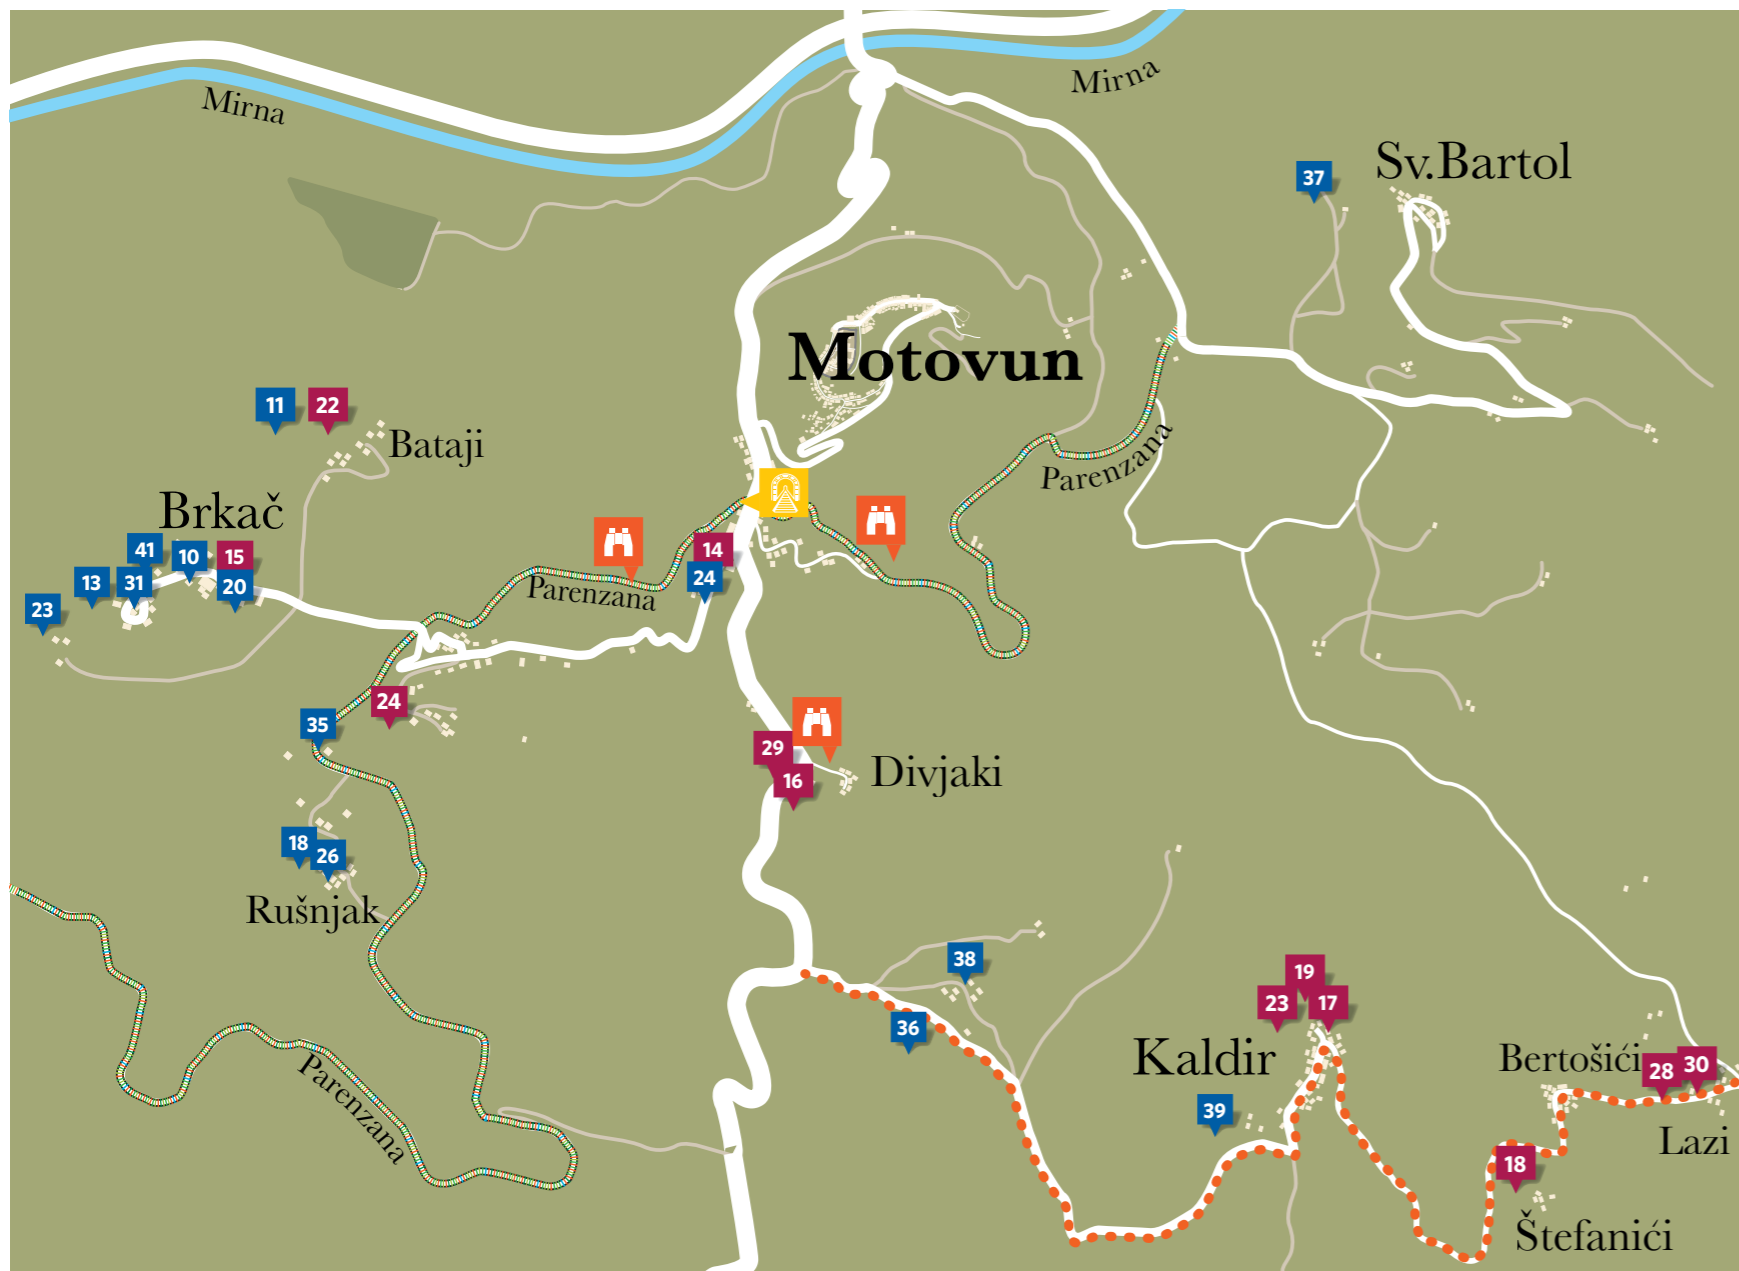 Mirna
Mirna
Sv.Bartol
37
Motovun
11
22
Bataji
Parenzana
Brkač
41
10
15
14
13
31
20
24
23
Parenzana
24
35
29
16
Divjaki
18
26
Rušnjak
38
19
23
17
36
Kaldir
Bertošići
28
30
Parenzana
39
Lazi
18
Štefanići